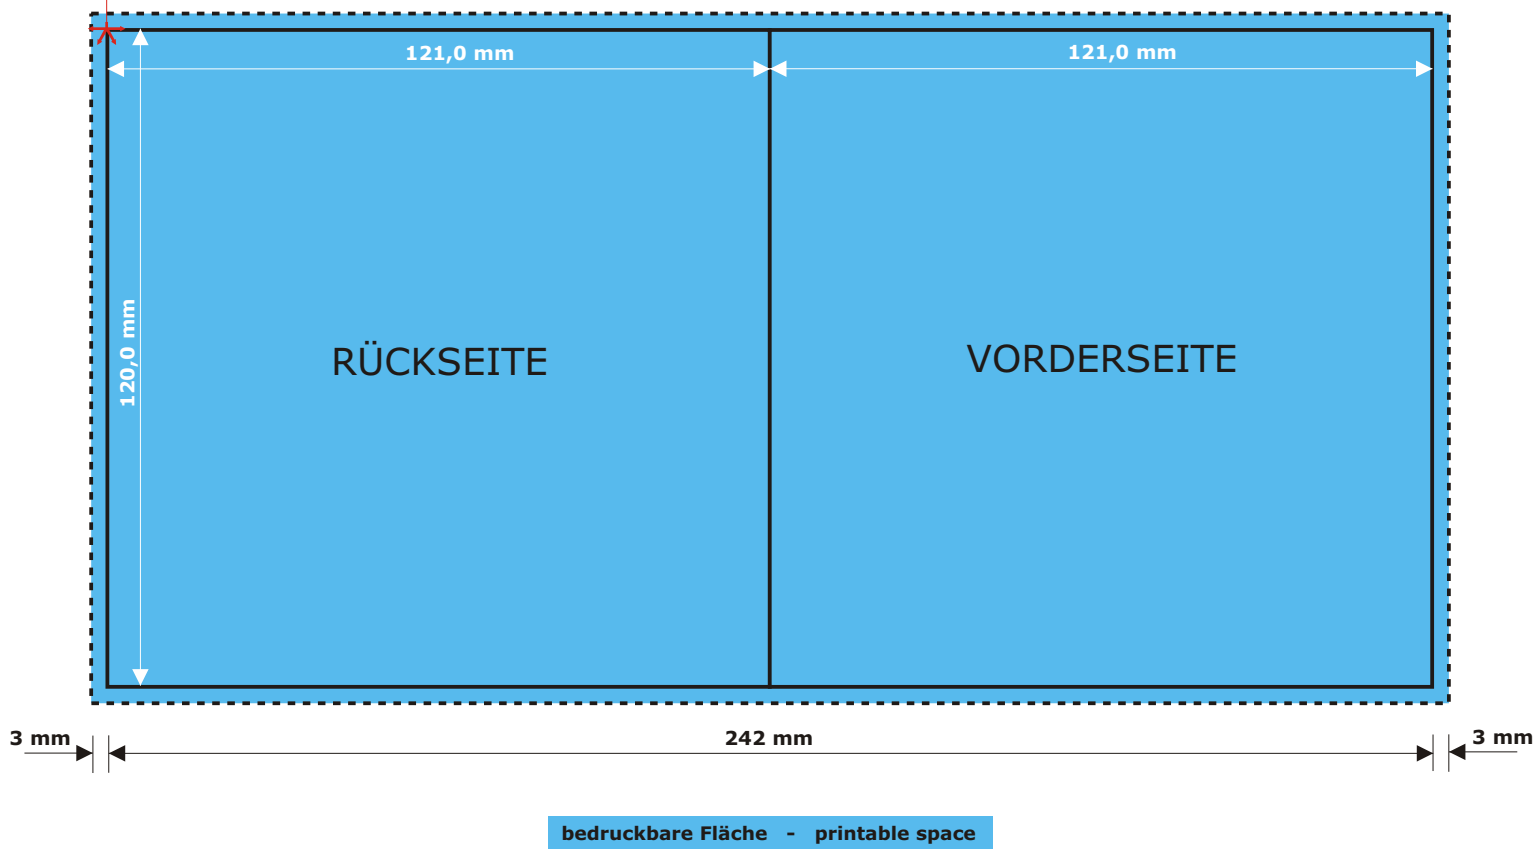 121,0 mm
121,0 mm
120,0 mm
RÜCKSEITE
VORDERSEITE
3 mm
242 mm
3 mm
bedruckbare Fläche - printable space